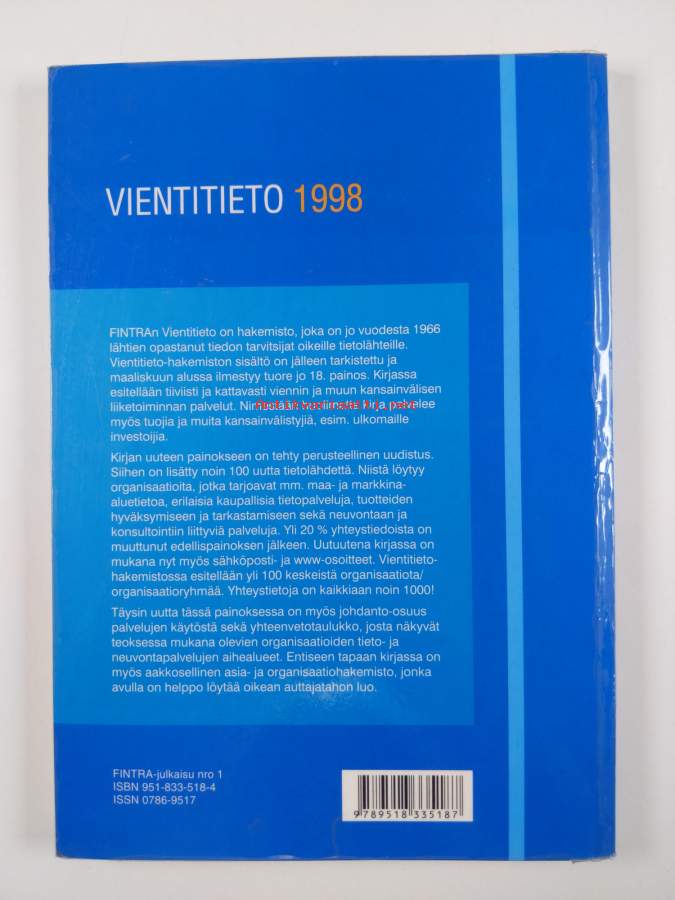 VIENTITIETO 1998
FINTRAn Vientitieto on hakemisto, joka on jo vuodesta 1966
lähtien opastanut tiedon tarvitsijat oikeille tietolähteille.
Vientitieto-hakemiston sisältö on jälleen tarkistettu ja
maaliskuun alussa ilmestyy tuore jo 18. painos. Kirjassa
esitellään tiiviisti ja kattavasti viennin ja muun kansainvälisen
liiketoiminnan palvelut. Nimestään huolimatta kirja palvelee
myös tuojia ja muita kansainvälistyjiä, esim. ulkomaille
investoijia.
Kirjan uuteen painokseen on tehty perusteellinen uudistus.
Siihen on lisätty noin 100 uutta tietolähdettä. Niistä löytyy
organisaatioita, jotka tarjoavat mm. maa- ja markkina-
aluetietoa, erilaisia kaupallisia tietopalveluja, tuotteiden
hyväksymiseen ja tarkastamiseen sekä neuvontaan ja
konsultointiin liittyviä palveluja. Yli 20 % yhteystiedoista on
muuttunut edellispainoksen jälkeen. Uutuutena kirjassa on
mukana nyt myös sähköposti- ja www-osoitteet. Vientitieto-
hakemistossa esitellään yli 100 keskeistä organisaatiota/
organisaatioryhmää. Yhteystietoja on kaikkiaan noin 1000!
Täysin uutta tässä painoksessa on myös johdanto-osuus
palvelujen käytöstä sekä yhteenvetotaulukko, josta näkyvät
teoksessa mukana olevien organisaatioiden tieto- ja
neuvontapalvelujen aihealueet. Entiseen tapaan kirjassa on
myös aakkosellinen asia- ja organisaatiohakemisto, jonka
avulla on helppo löytää oikean auttajatahon luo.
FINTRA-julkaisu nro 1
ISBN 951-833-518-4
ISSN 0786-9517
9 789518 335187